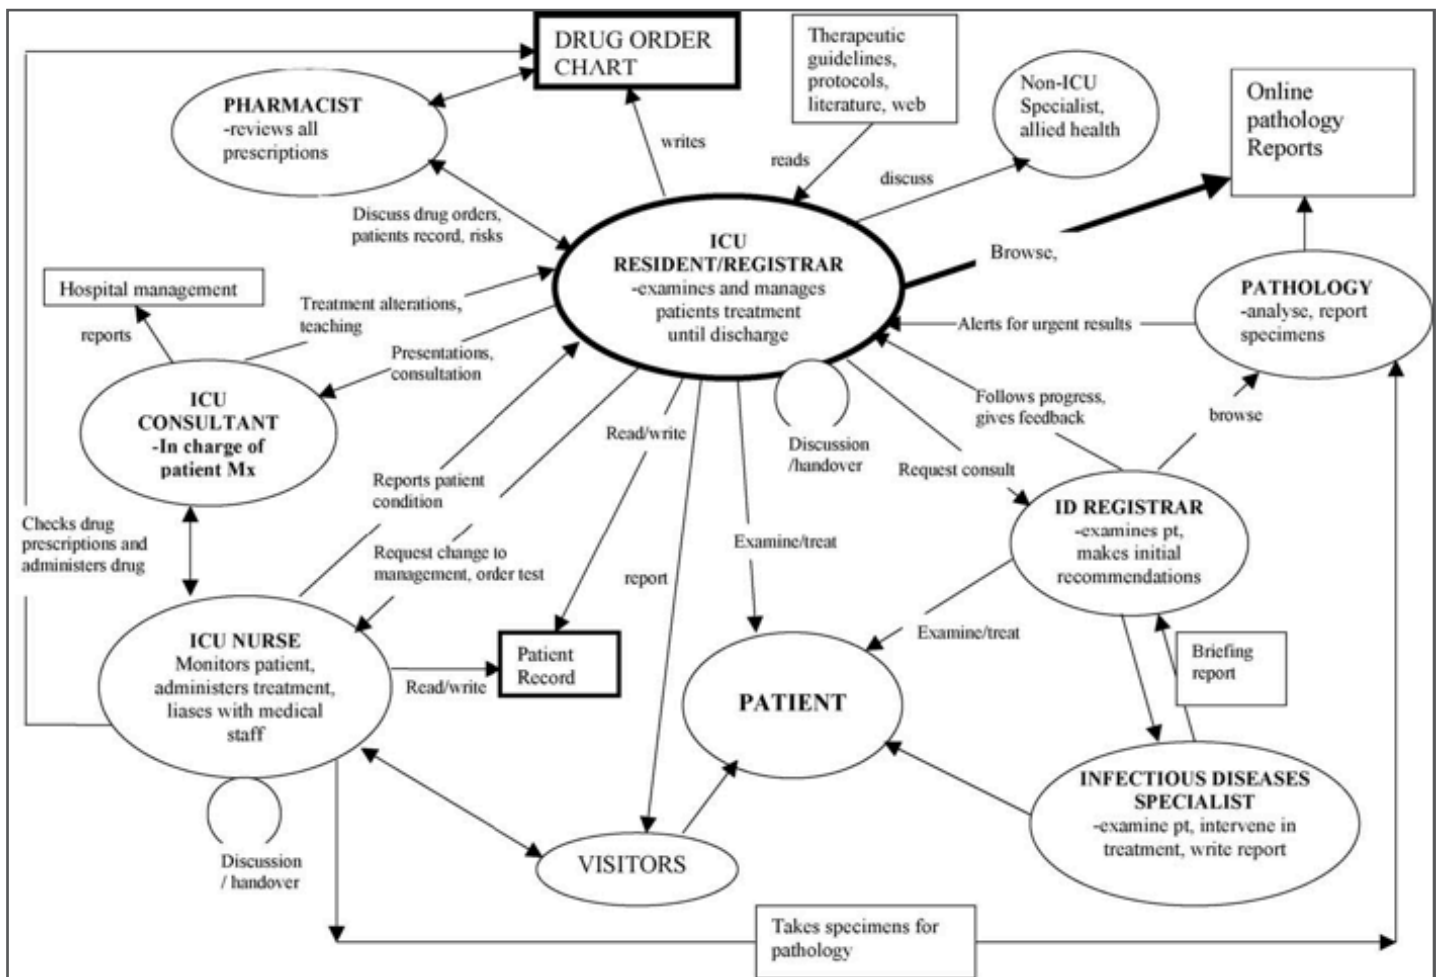 DRUG ORDER
CHART
Therapeutic
guidelines,
protocols,
literature, web
Non-ICU
Specialist,
allied health
Online
pathology
Reports
PHARMACIST
-reviews all
prescriptions
writes
reads
discuss
Discuss drug orders,
patients record, risks
ICU
RESIDENT/REGISTRAR
-examines and manages
patients treatment
until discharge
Browse,
Hospital management
reports
Treatment alterations,
teaching
Presentations,
consultation
Alerts for urgent results
PATHOLOGY
-analyse, report
specimens
ICU
CONSULTANT
-In charge of
patient Mx
Read/write
Discussion
/handover
Follows progress,
gives feedback
browse
Request consult
Reports patient
condition
Checks drug
prescriptions and
administers drug
Request change to
management, order test
report
Examine/treat
ID REGISTRAR
-examines pt,
makes initial
recommendations
ICU NURSE
Monitors patient,
administers treatment,
liases with medical
staff
Read/write
Patient
Record
Examine/treat
Briefing
report
PATIENT
INFECTIOUS DISEASES
SPECIALIST
-examine pt, intervene in
treatment, write report
Discussion
/ handover
VISITORS
Takes specimens for
pathology